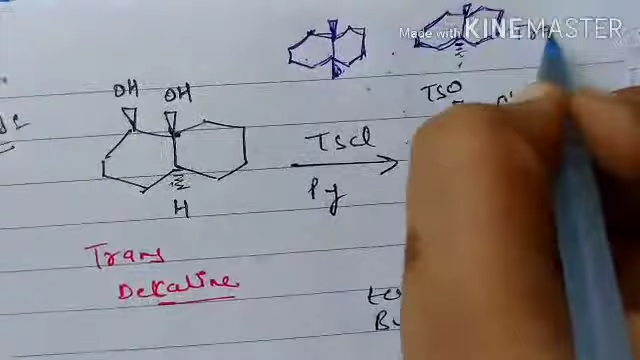 Made with KINEMASTER
TSO
OH OH
TSCl
Py
H
Trans
Dekaline